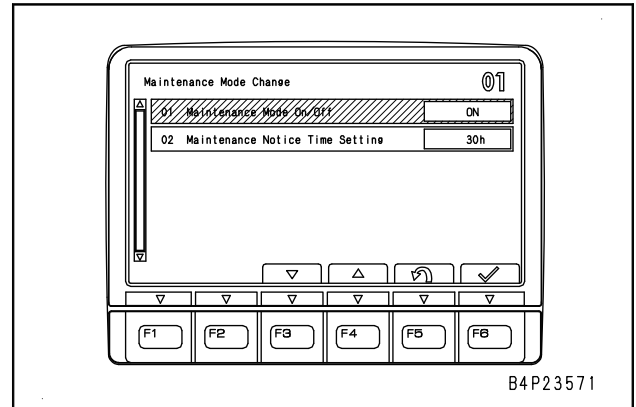 Maintenance Mode Change 01
01 Maintenance Mode On/Off ON
02 Maintenance Notice Time Setting 30h
F1 F2 F3 F4 F5 F6
B4P23571